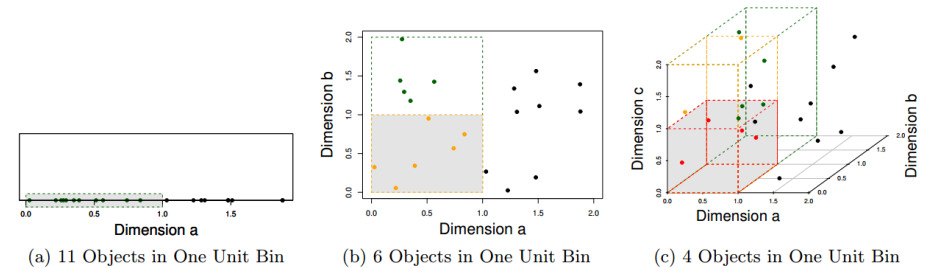 0.0 0.5 1.0 1.5
Dimension a
(a) 11 Objects in One Unit Bin
Dimension b
2.0
1.5
1.0
0.5
0.0
0.0 0.5 1.0 1.5 2.0
Dimension a
(b) 6 Objects in One Unit Bin
Dimension c
2.0
1.5
1.0
0.5
0.0
0.0 0.5 1.0 1.5 2.0
Dimension a
0.0
0.5
1.0
1.5
2.0
Dimension b
(c) 4 Objects in One Unit Bin